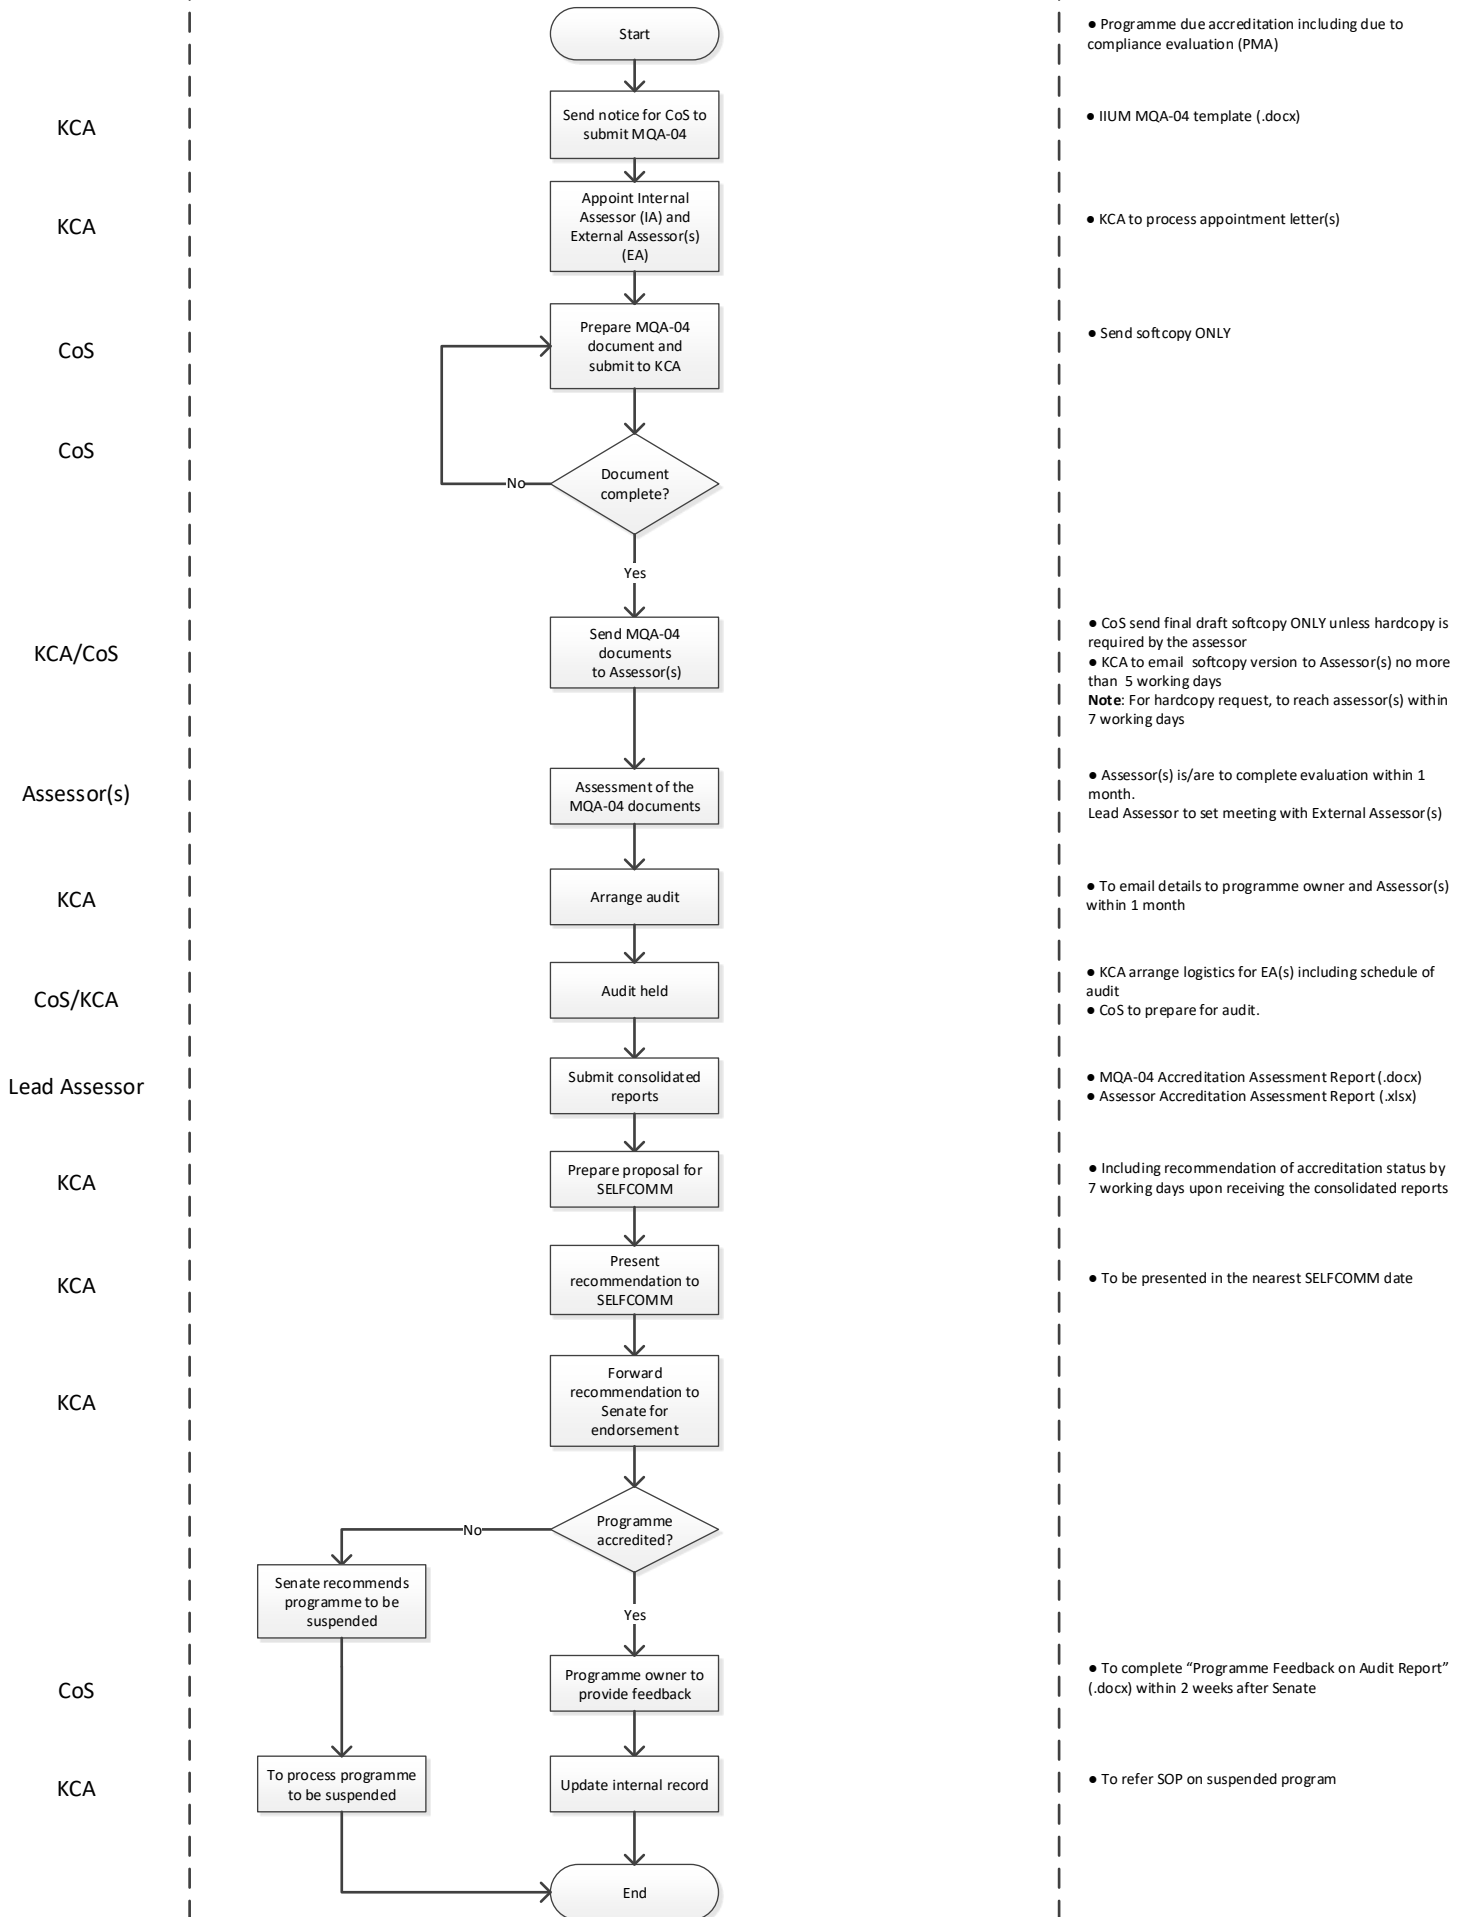 Start
● Programme due accreditation including due to
compliance evaluation (PMA)
KCA
Send notice for CoS to
submit MQA-04
● IIUM MQA-04 template (.docx)
KCA
Appoint Internal
Assessor (IA) and
External Assessor(s)
(EA)
● KCA to process appointment letter(s)
CoS
Prepare MQA-04
document and
submit to KCA
● Send softcopy ONLY
CoS
Document
complete?
No
Yes
KCA/CoS
Send MQA-04
documents
to Assessor(s)
● CoS send final draft softcopy ONLY unless hardcopy is
required by the assessor
● KCA to email softcopy version to Assessor(s) no more
than 5 working days
Note: For hardcopy request, to reach assessor(s) within
7 working days
Assessor(s)
Assessment of the
MQA-04 documents
● Assessor(s) is/are to complete evaluation within 1
month.
Lead Assessor to set meeting with External Assessor(s)
KCA
Arrange audit
● To email details to programme owner and Assessor(s)
within 1 month
CoS/KCA
Audit held
● KCA arrange logistics for EA(s) including schedule of
audit
● CoS to prepare for audit.
Lead Assessor
Submit consolidated
reports
● MQA-04 Accreditation Assessment Report (.docx)
● Assessor Accreditation Assessment Report (.xlsx)
KCA
Prepare proposal for
SELFCOMM
● Including recommendation of accreditation status by
7 working days upon receiving the consolidated reports
KCA
Present
recommendation to
SELFCOMM
● To be presented in the nearest SELFCOMM date
KCA
Forward
recommendation to
Senate for
endorsement
Programme
accredited?
No
Senate recommends
programme to be
suspended
Yes
CoS
Programme owner to
provide feedback
● To complete “Programme Feedback on Audit Report”
(.docx) within 2 weeks after Senate
KCA
To process programme
to be suspended
Update internal record
● To refer SOP on suspended program
End